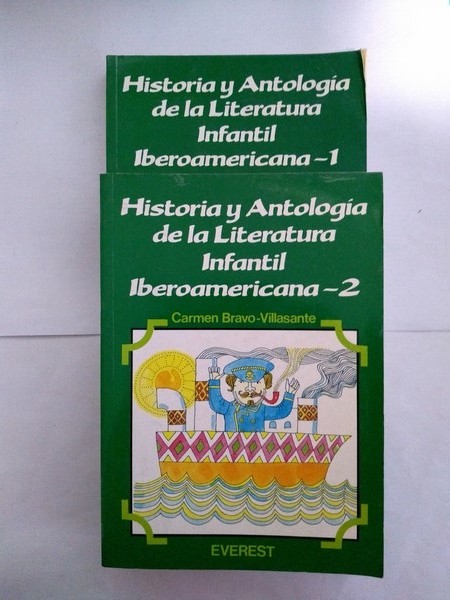 Historia y Antología
de la Literatura
Infantil
Iberoamericana-1
Historia y Antología
de la Literatura
Infantil
Iberoamericana-2
Carmen Bravo-Villasante
EVEREST